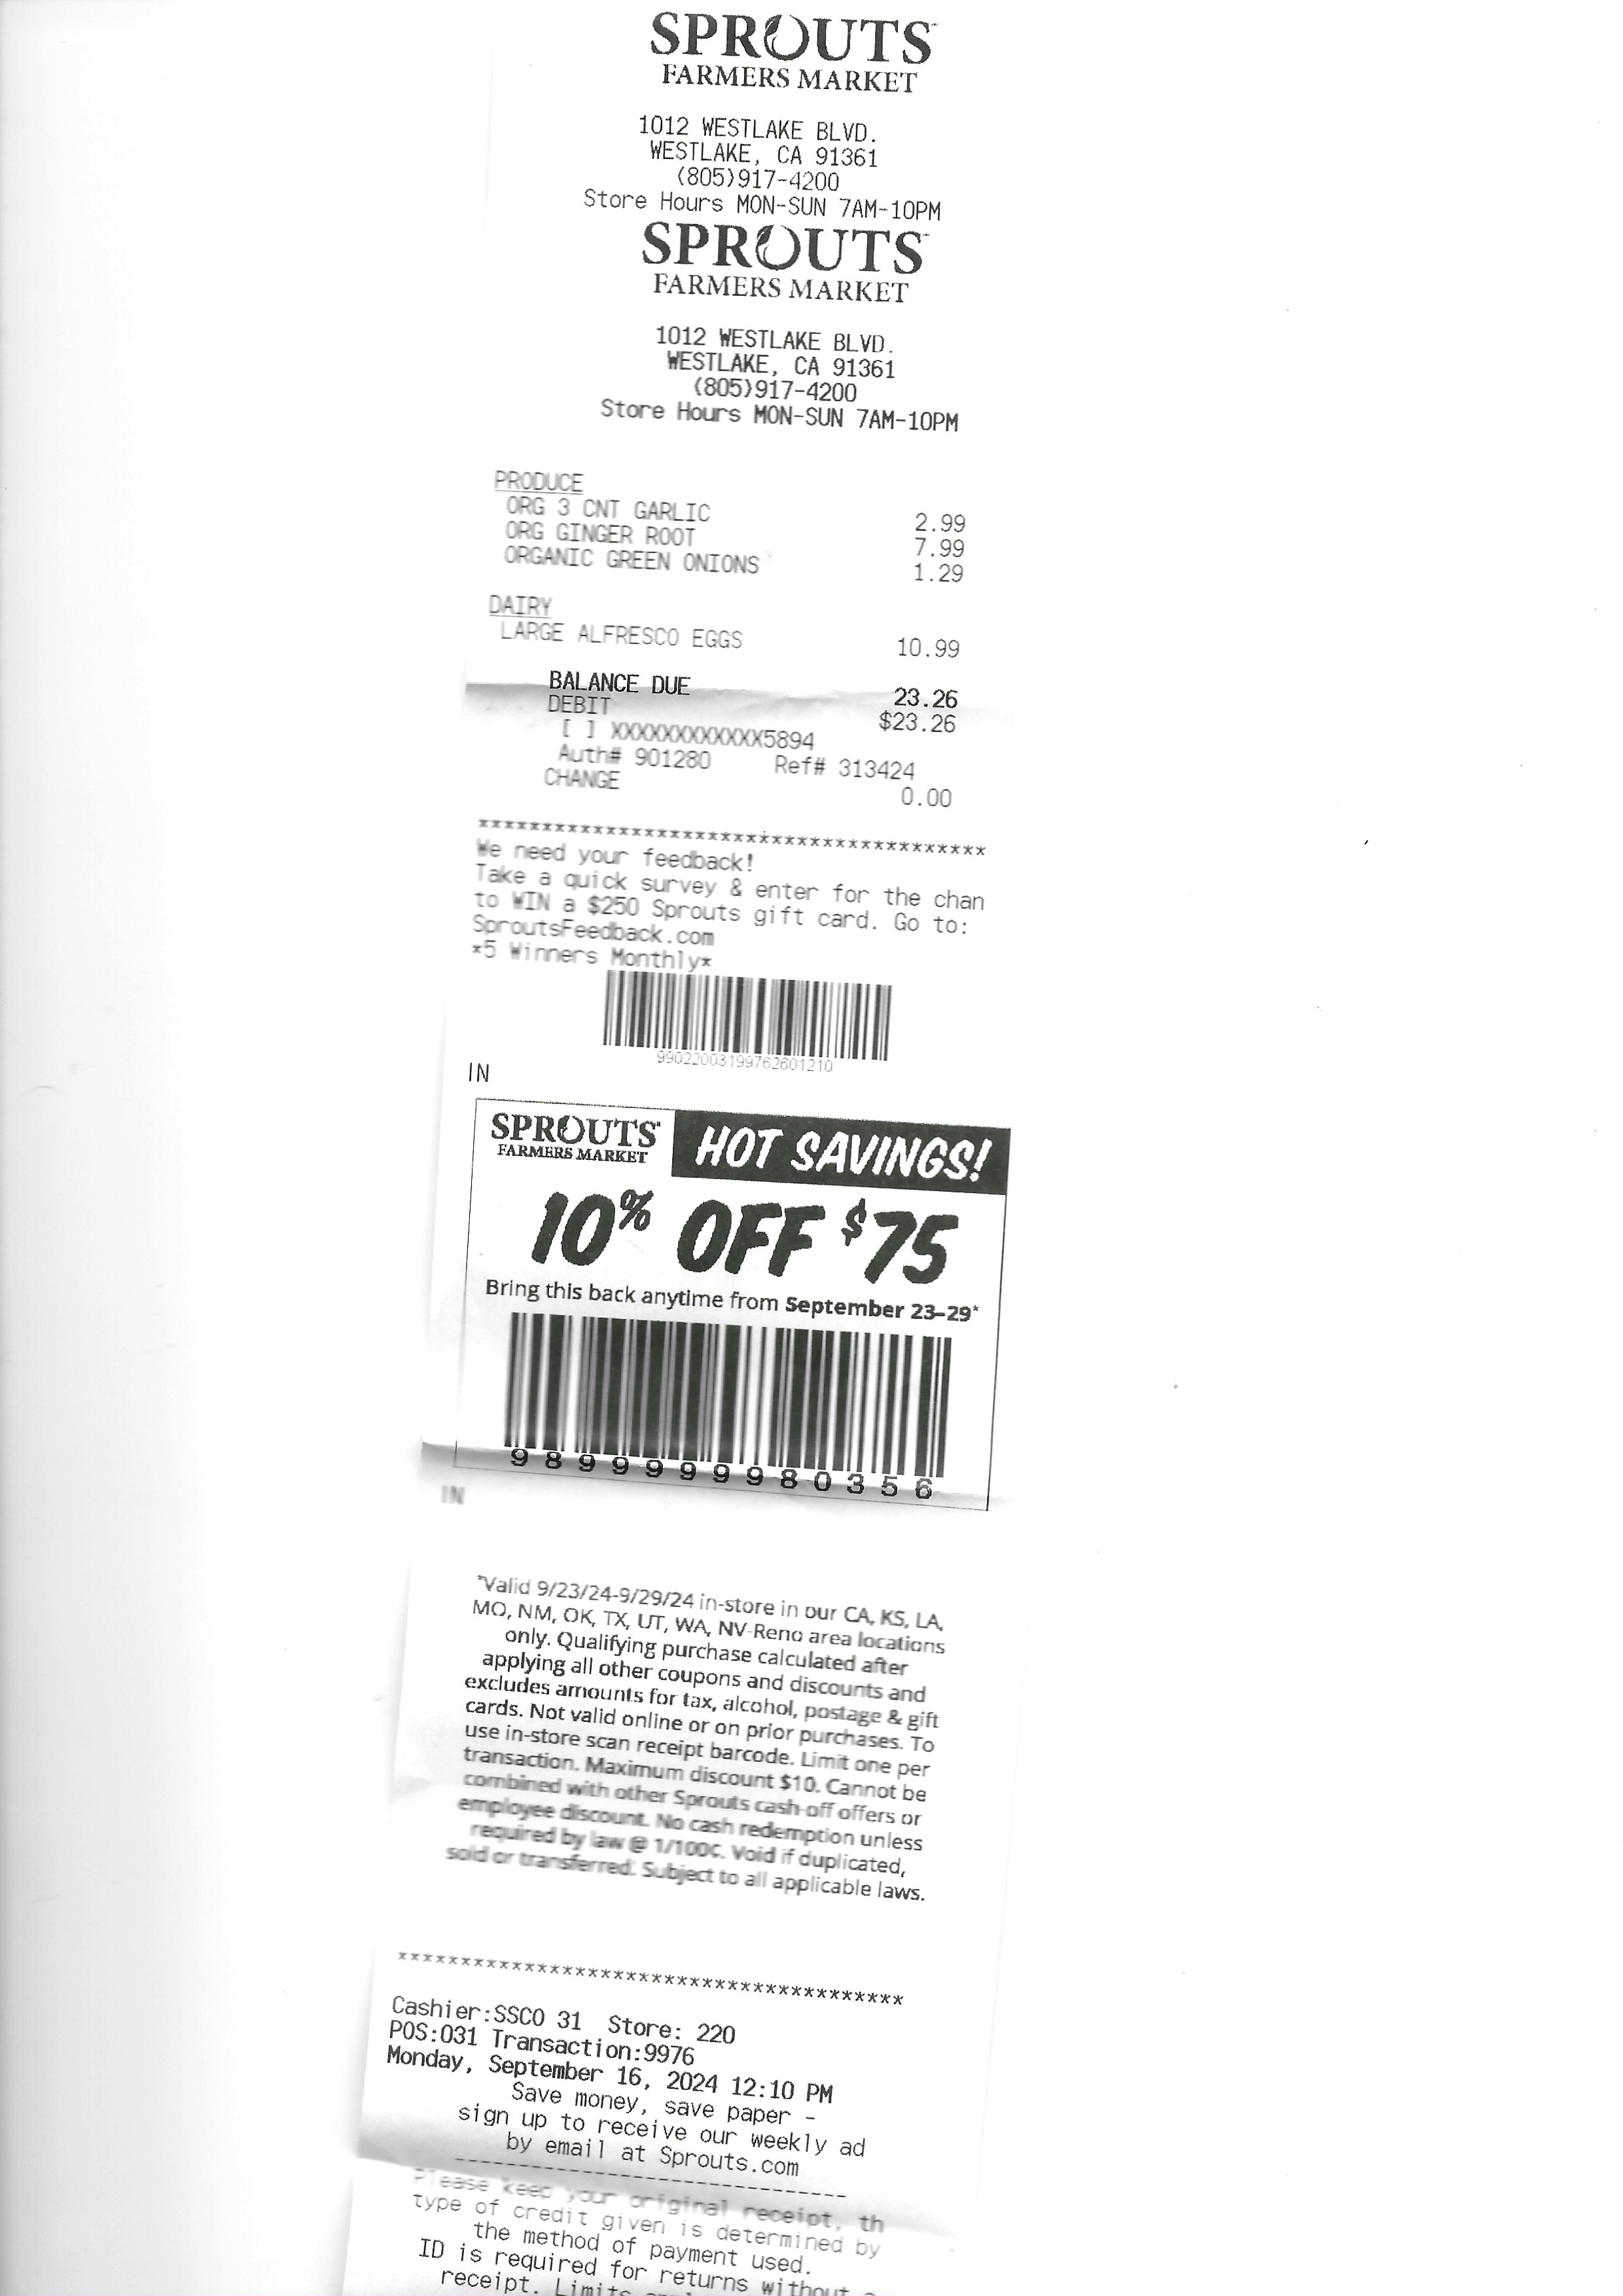 SPROUTS
FARMERS MARKET
1012 WESTLAKE BLVD.
WESTLAKE, CA 91361
(805)917-4200
Store Hours MON-SUN 7AM-10PM
SPROUTS
FARMERS MARKET
1012 WESTLAKE BLVD.
WESTLAKE, CA 91361
(805)917-4200
Store Hours MON-SUN 7AM-10PM
PRODUCE
ORG 3 CNT GARLIC 2.99
ORG GINGER ROOT 7.99
ORGANIC GREEN ONIONS 1.29
DAIRY
LARGE ALFRESCO EGGS 10.99
BALANCE DUE 23.26
DEBIT $23.26
[ ] XXXXXXXXXXXX5894
Auth# 901280 Ref# 313424
CHANGE 0.00
****************************************
We need your feedback!
Take a quick survey & enter for the chan
to WIN a $250 Sprouts gift card. Go to:
SproutsFeedback.com
*5 Winners Monthly*
99022003199762601210
IN
SPROUTS
FARMERS MARKET
HOT SAVINGS!
10% OFF $75
Bring this back anytime from September 23-29*
9899999980356
IN
*Valid 9/23/24-9/29/24 in-store in our CA, KS, LA,
MO, NM, OK, TX, UT, WA, NV-Reno area locations
only. Qualifying purchase calculated after
applying all other coupons and discounts and
excludes amounts for tax, alcohol, postage & gift
cards. Not valid online or on prior purchases. To
use in-store scan receipt barcode. Limit one per
transaction. Maximum discount $10. Cannot be
combined with other Sprouts cash off offers or
employee discount. No cash redemption unless
required by law @ 1/100¢. Void if duplicated,
sold or transferred. Subject to all applicable laws.
****************************************
Cashier:SSCO 31 Store: 220
POS:031 Transaction:9976
Monday, September 16, 2024 12:10 PM
Save money, save paper -
sign up to receive our weekly ad
by email at Sprouts.com
-------------------------------
Please keep your original receipt, th
type of credit given is determined by
the method of payment used.
ID is required for returns without
receipt. Limits